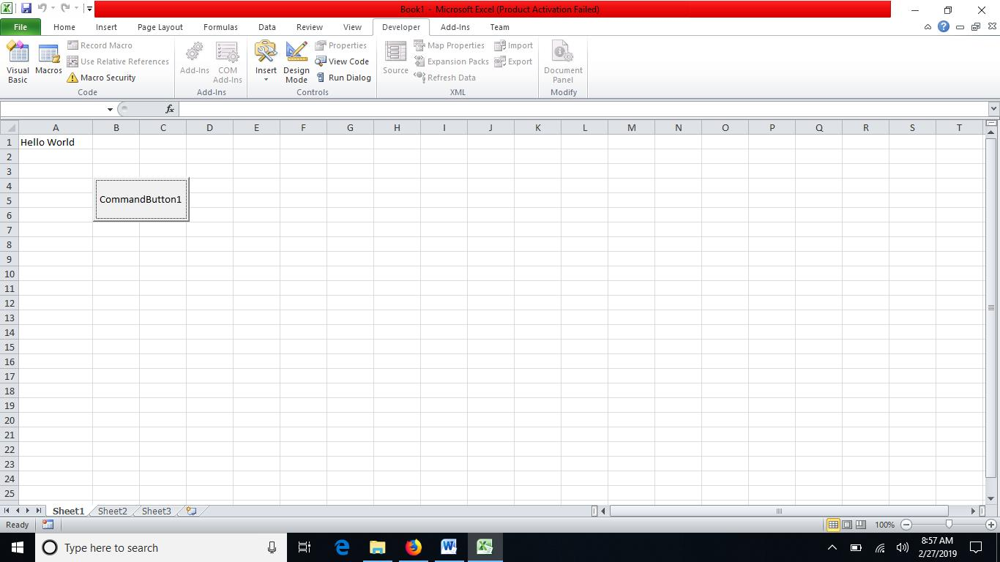 Book1 - Microsoft Excel (Product Activation Failed)
File Home Insert Page Layout Formulas Data Review View Developer Add-Ins Team
Visual Basic
Macros
Record Macro
Use Relative References
Macro Security
Code
Add-Ins
COM Add-Ins
Add-Ins
Insert
Design Mode
Properties
View Code
Run Dialog
Controls
Source
Map Properties
Expansion Packs
Refresh Data
Import
Export
XML
Document Panel
Modify
fx
A B C D E F G H I J K L M N O P Q R S T
1 Hello World
2
3
4
CommandButton1
5
6
7
8
9
10
11
12
13
14
15
16
17
18
19
20
21
22
23
24
25
Sheet1 Sheet2 Sheet3
Ready 100%
Type here to search
8:57 AM
2/27/2019